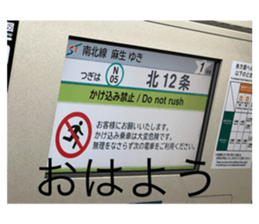 ST 南北線 麻生 ゆき
1
つぎは N05 北12条
かけ込み禁止 / Do not rush
お客様にお願いいたします。
かけ込み乗車は大変危険です。
無理をなさらず次の電車をご利用ください。
おはよう